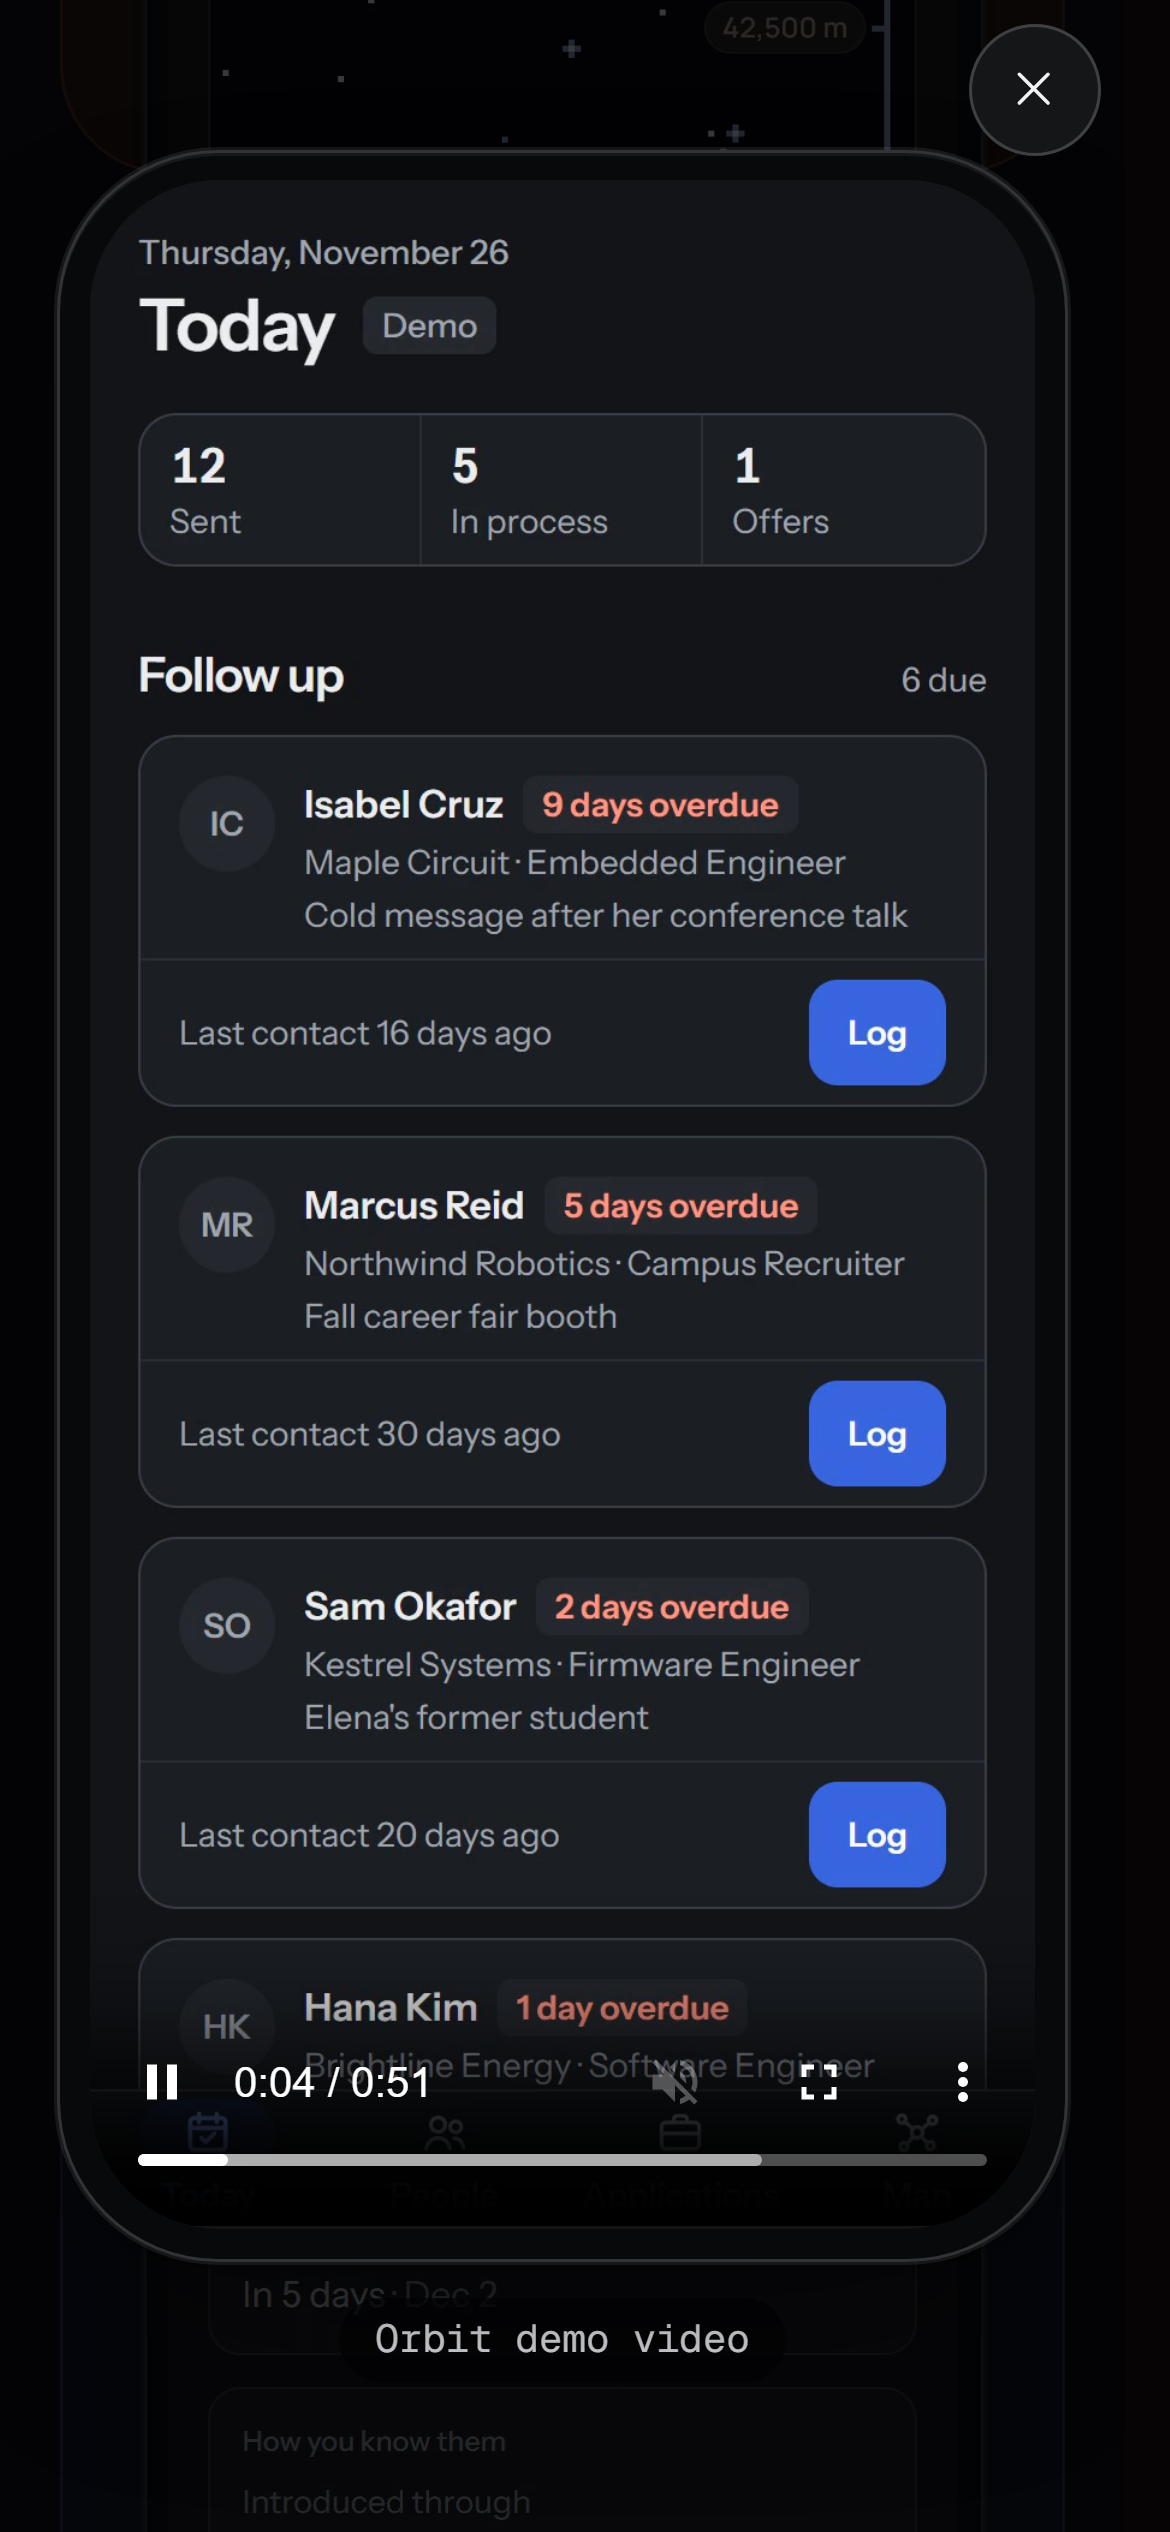 42,500 m
Thursday, November 26
Today Demo
12 5 1
Sent In process Offers
Follow up 6 due
IC Isabel Cruz 9 days overdue
Maple Circuit · Embedded Engineer
Cold message after her conference talk
Last contact 16 days ago Log
MR Marcus Reid 5 days overdue
Northwind Robotics · Campus Recruiter
Fall career fair booth
Last contact 30 days ago Log
SO Sam Okafor 2 days overdue
Kestrel Systems · Firmware Engineer
Elena's former student
Last contact 20 days ago Log
HK Hana Kim 1 day overdue
Brightline Energy · Software Engineer
0:04 / 0:51
Today People Applications Map
In 5 days · Dec 2
Orbit demo video
How you know them
Introduced through